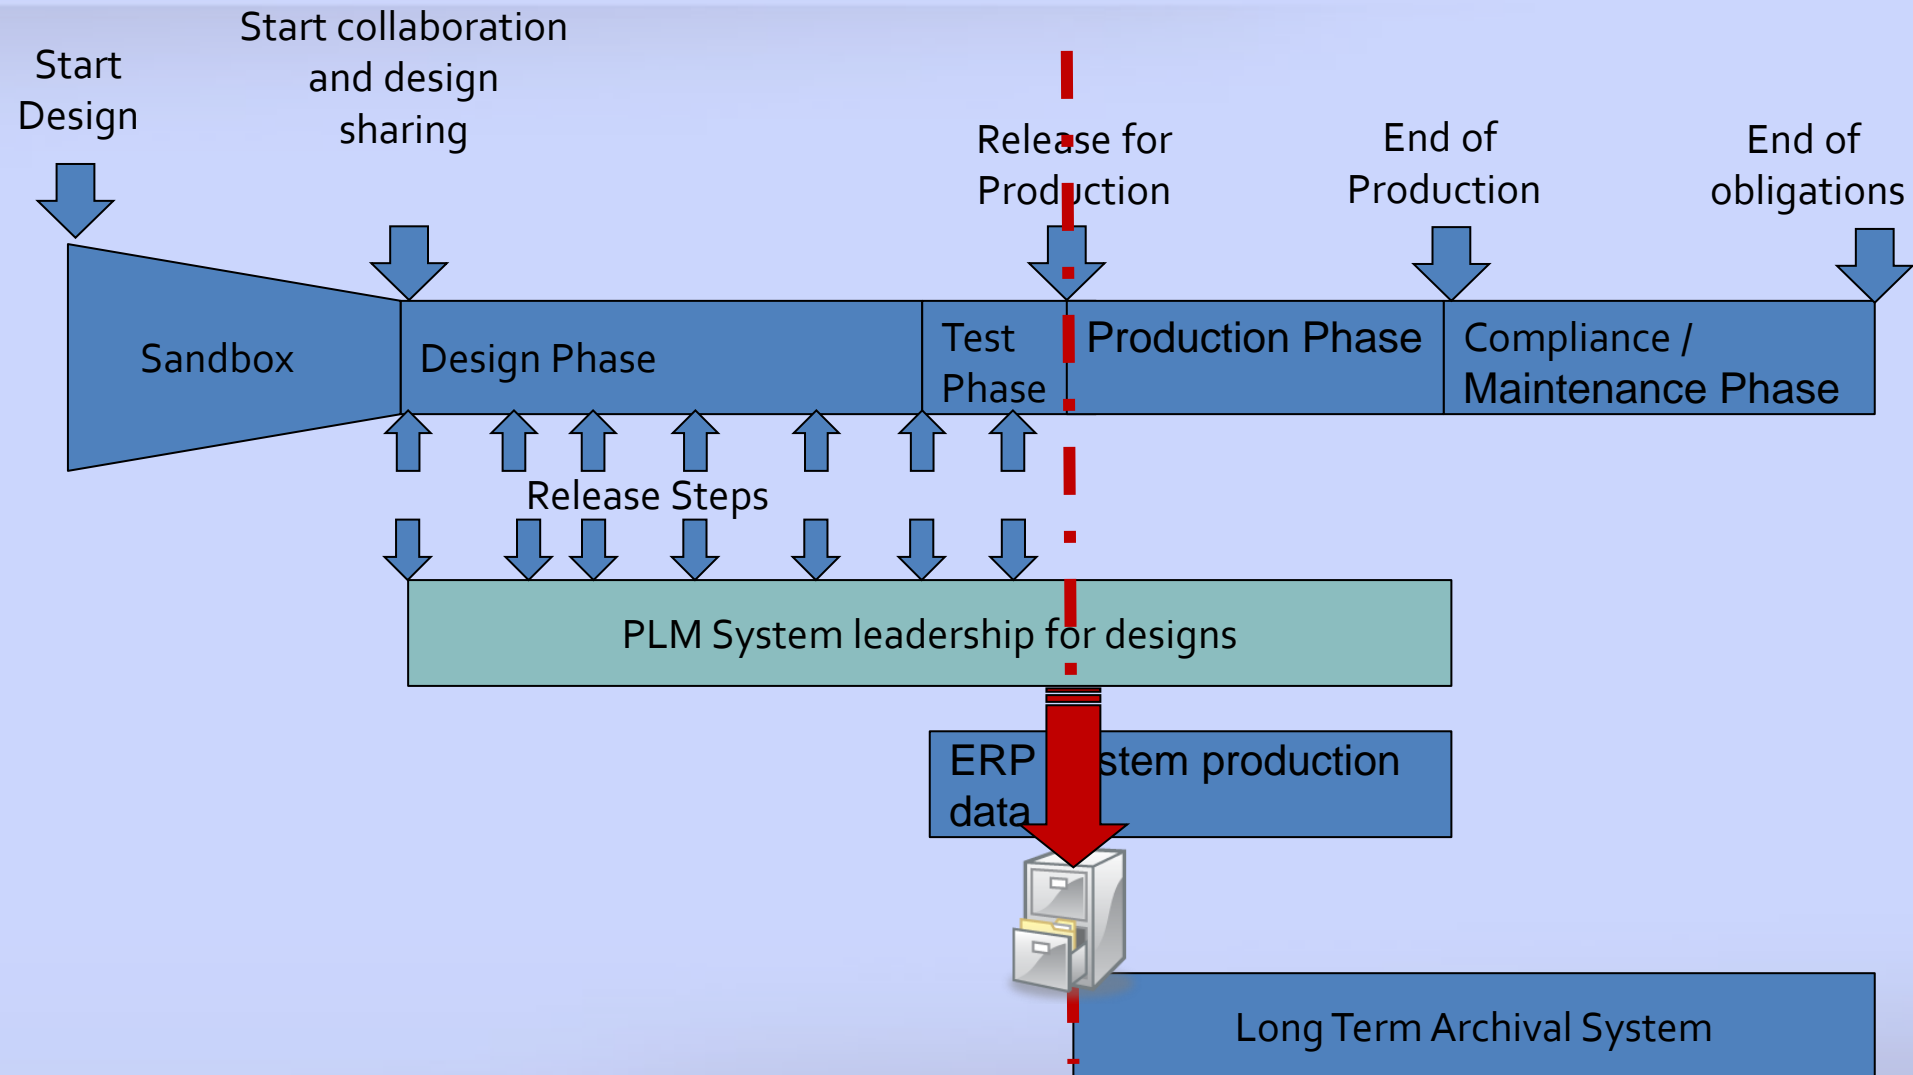 Start
Design
Start collaboration
and design
sharing
Release for
Production
End of
Production
End of
obligations
Sandbox
Design Phase
Test
Phase
Production Phase
Compliance /
Maintenance Phase
Release Steps
PLM System leadership for designs
ERP stem production
data
Long Term Archival System